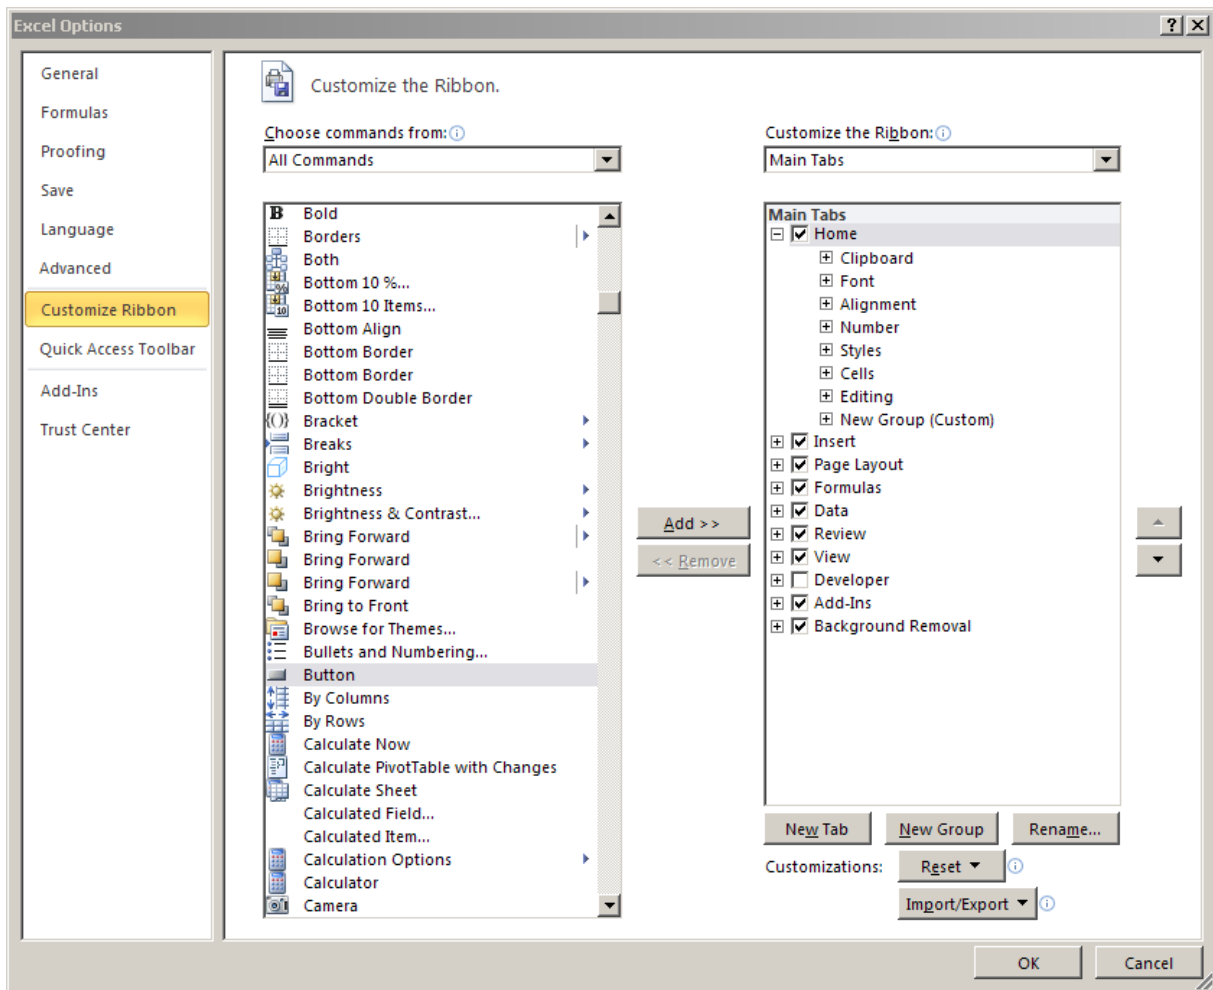 Excel Options
General
Formulas
Proofing
Save
Language
Advanced
Customize Ribbon
Quick Access Toolbar
Add-Ins
Trust Center
Customize the Ribbon.
Choose commands from:
All Commands
Bold
Borders
Both
Bottom 10 %...
Bottom 10 Items...
Bottom Align
Bottom Border
Bottom Border
Bottom Double Border
Bracket
Breaks
Bright
Brightness
Brightness & Contrast...
Bring Forward
Bring Forward
Bring Forward
Bring to Front
Browse for Themes...
Bullets and Numbering...
Button
By Columns
By Rows
Calculate Now
Calculate PivotTable with Changes
Calculate Sheet
Calculated Field...
Calculated Item...
Calculation Options
Calculator
Camera
Add >>
<< Remove
Customize the Ribbon:
Main Tabs
Main Tabs
Home
Clipboard
Font
Alignment
Number
Styles
Cells
Editing
New Group (Custom)
Insert
Page Layout
Formulas
Data
Review
View
Developer
Add-Ins
Background Removal
New Tab
New Group
Rename...
Customizations:
Reset
Import/Export
OK
Cancel